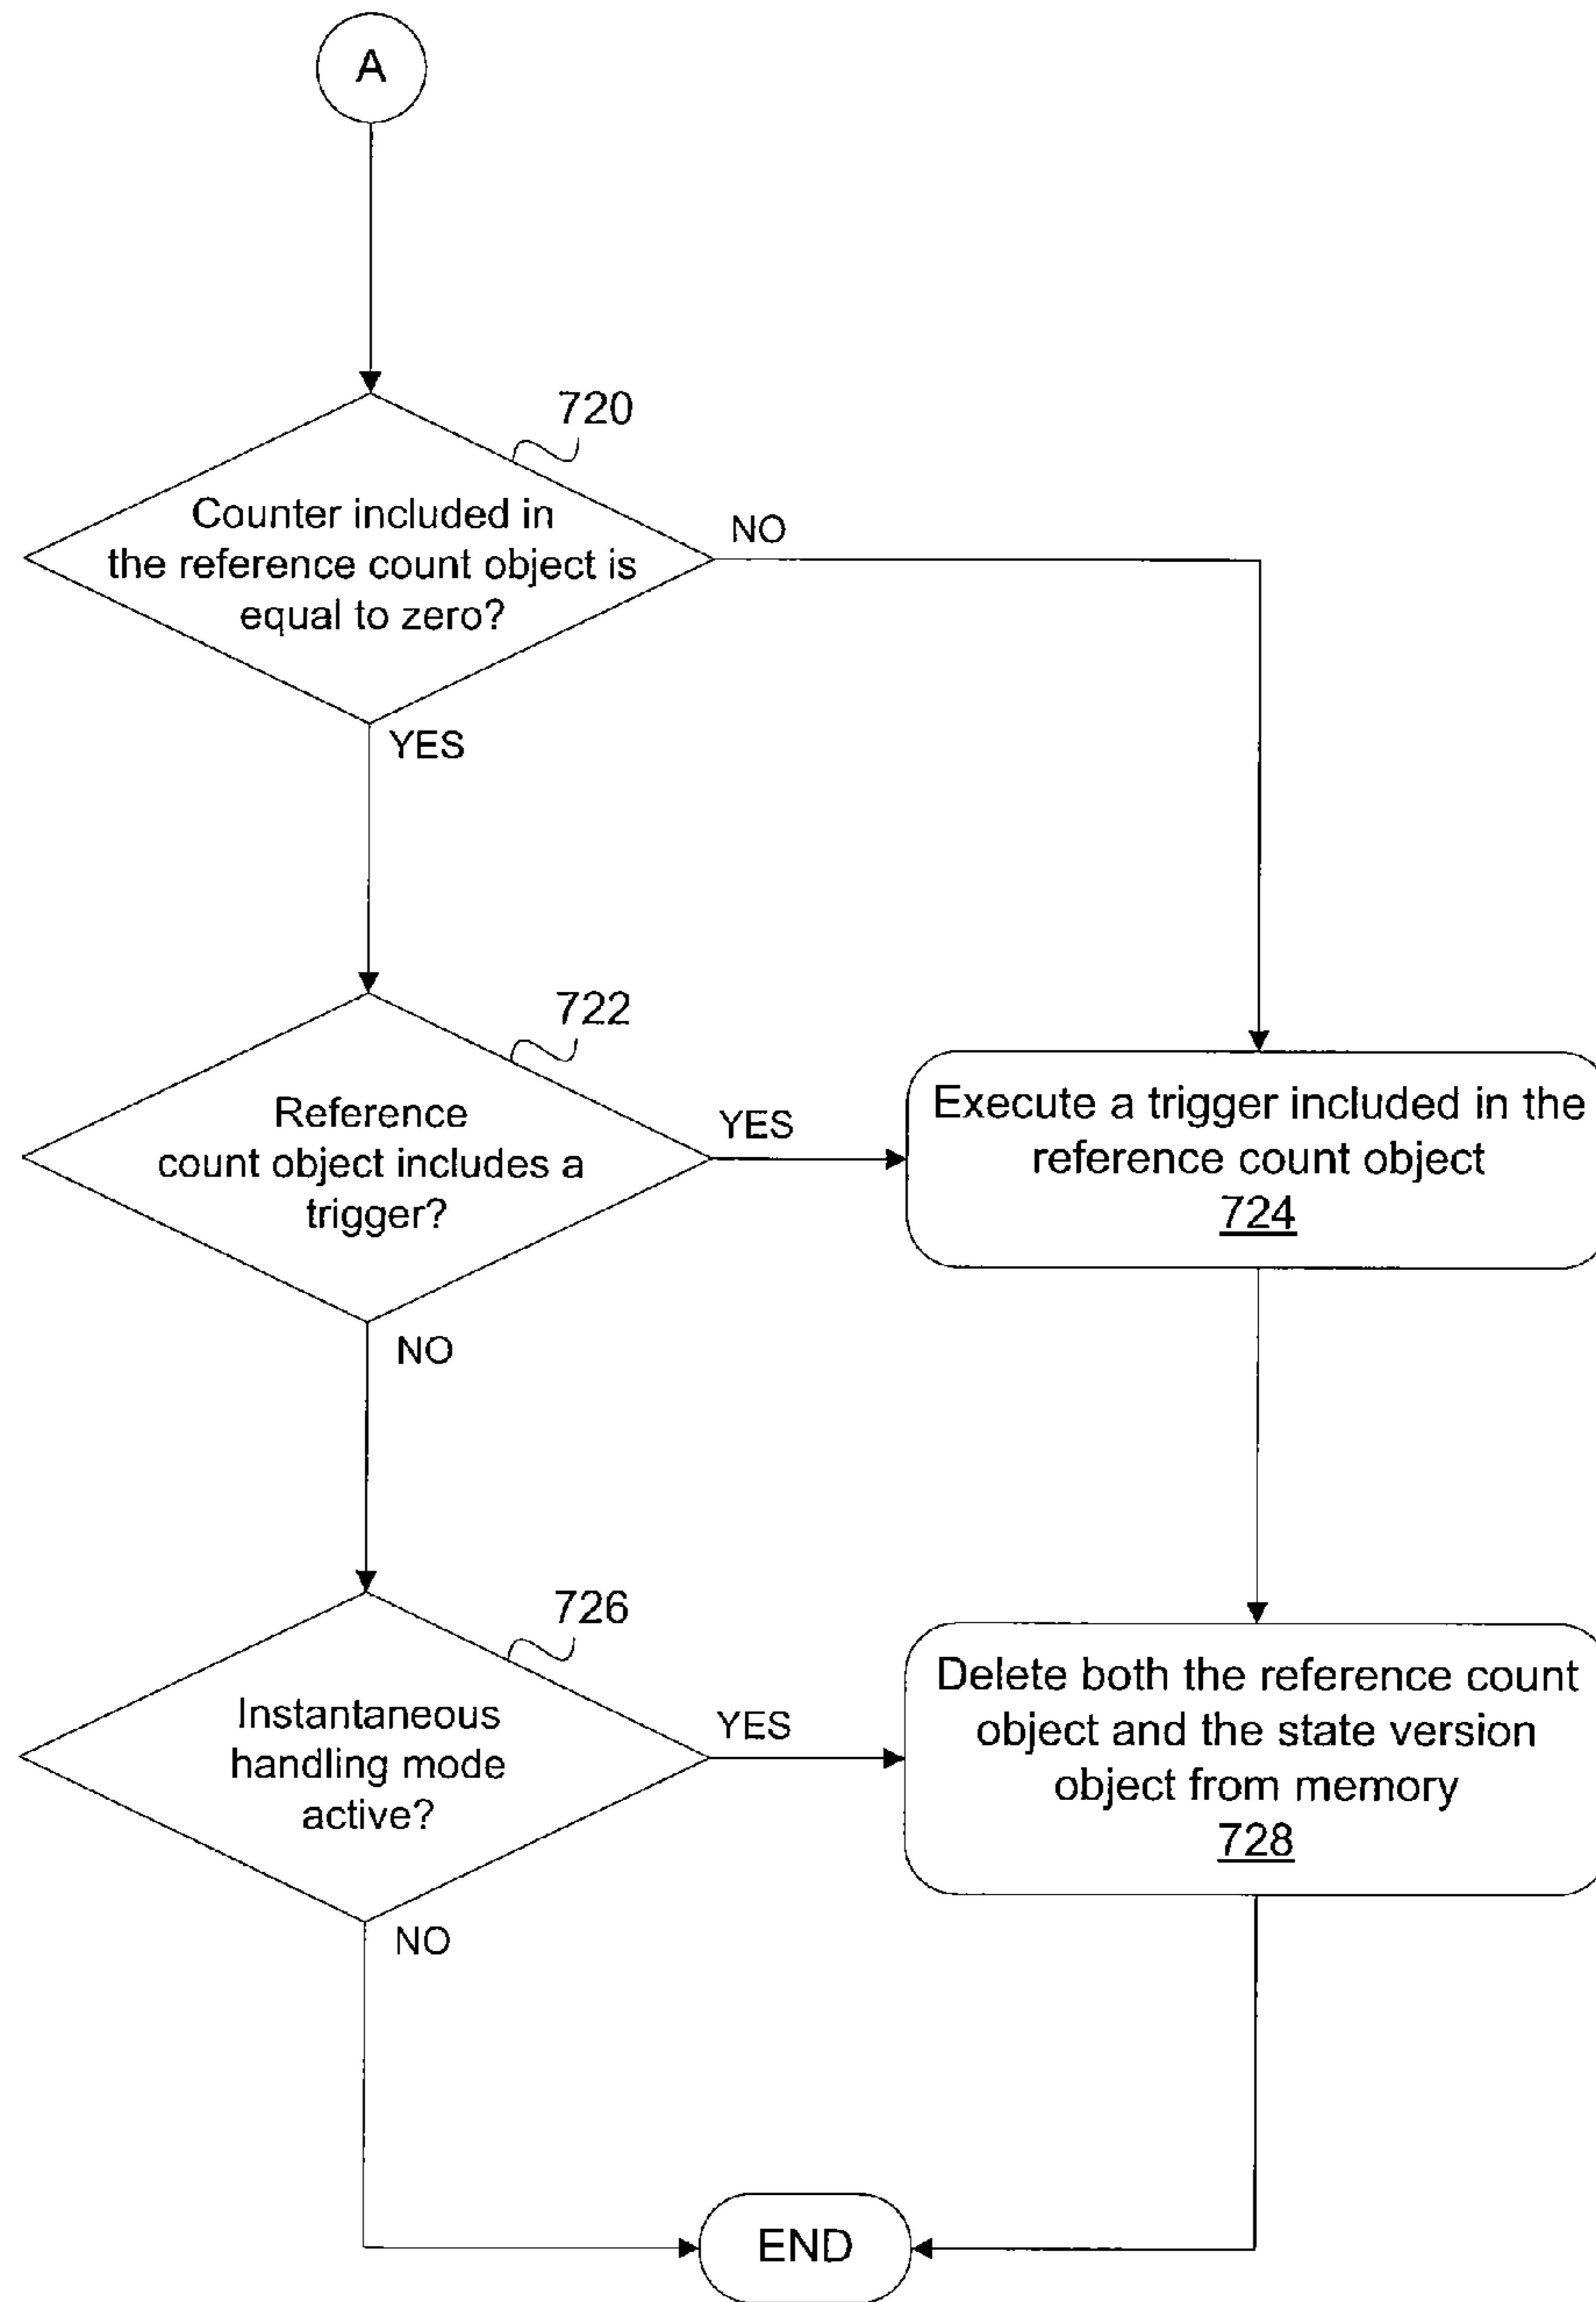 A
720
Counter included in
the reference count object is
equal to zero?
NO
YES
722
Reference
count object includes a
trigger?
YES
NO
Execute a trigger included in the
reference count object
724
726
Instantaneous
handling mode
active?
YES
NO
Delete both the reference count
object and the state version
object from memory
728
END